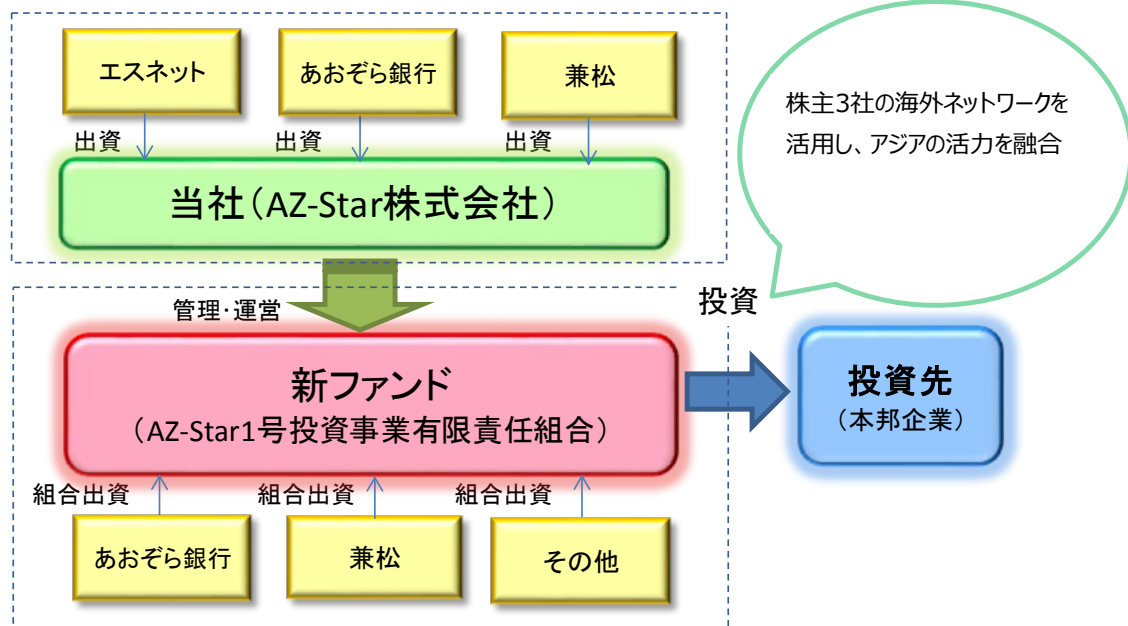 エスネット
あおぞら銀行
兼松
出資
出資
出資
当社(AZ-Star株式会社)
株主3社の海外ネットワークを
活用し、アジアの活力を融合
管理・運営
投資
新ファンド
(AZ-Star1号投資事業有限責任組合)
投資先
(本邦企業)
組合出資
組合出資
組合出資
あおぞら銀行
兼松
その他